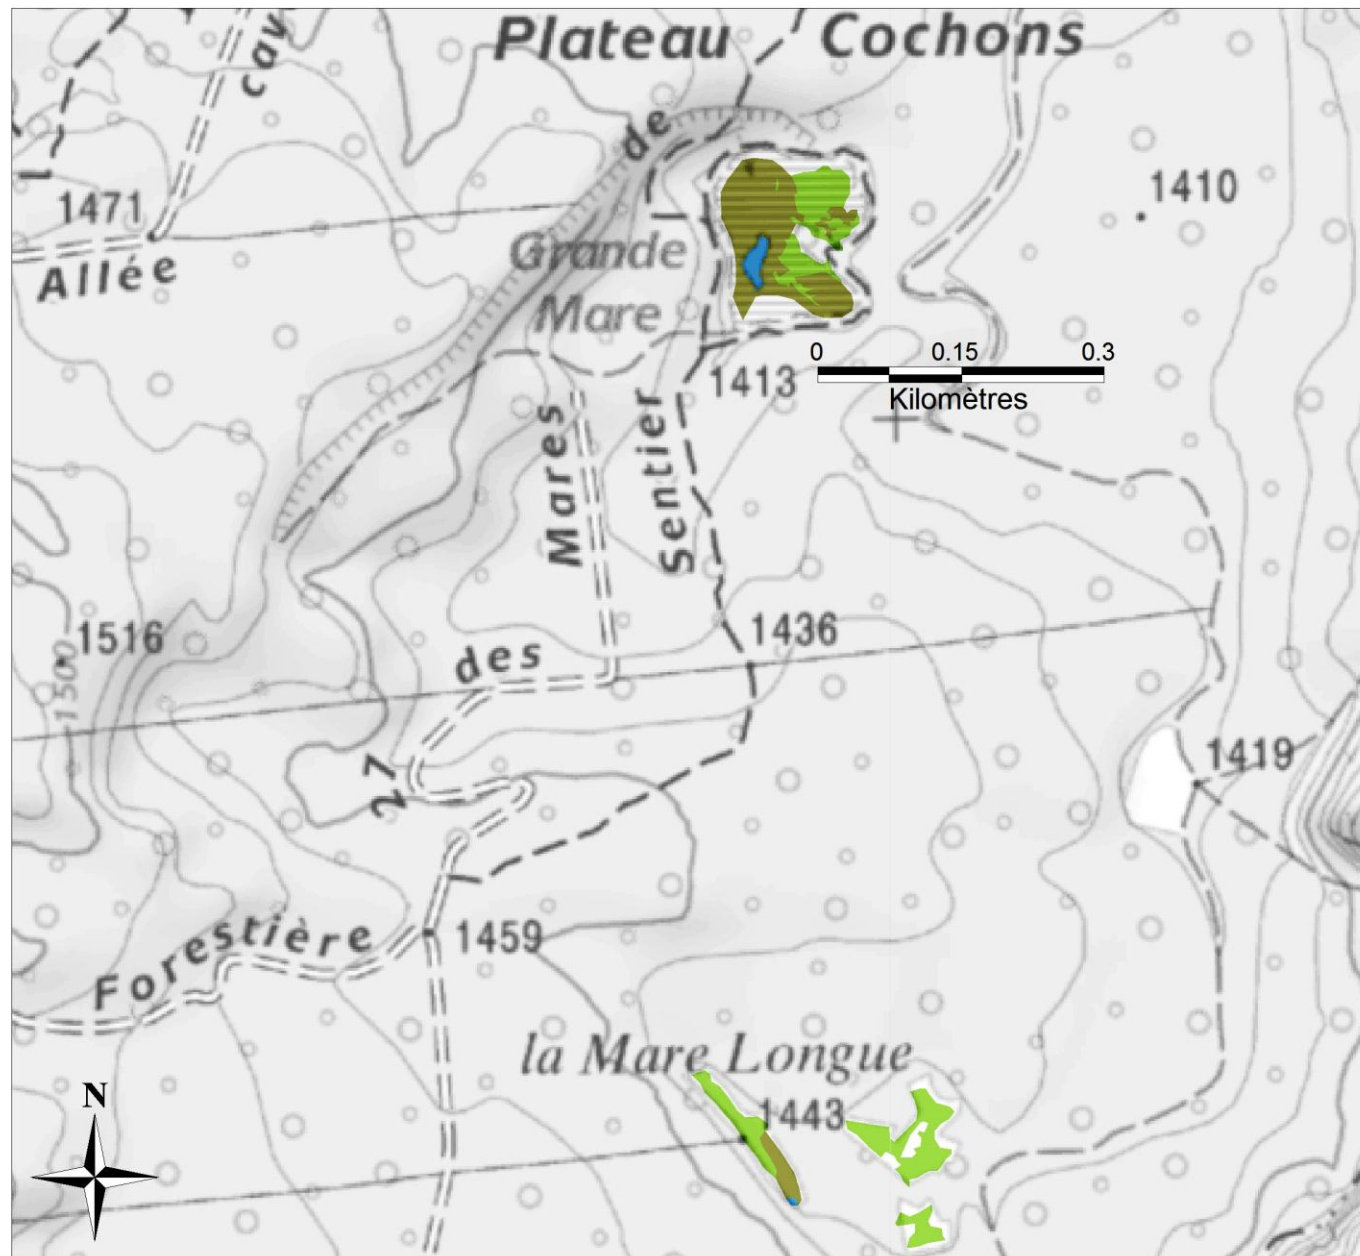 Plateau Cochons
cav
de
1471
1410
Allée
Grande
Mare
0 0.15 0.3
1413
Kilomètres
Mares
Sentier
1436
1516
1500
des
27
1419
Forestière
1459
la Mare Longue
N
1443